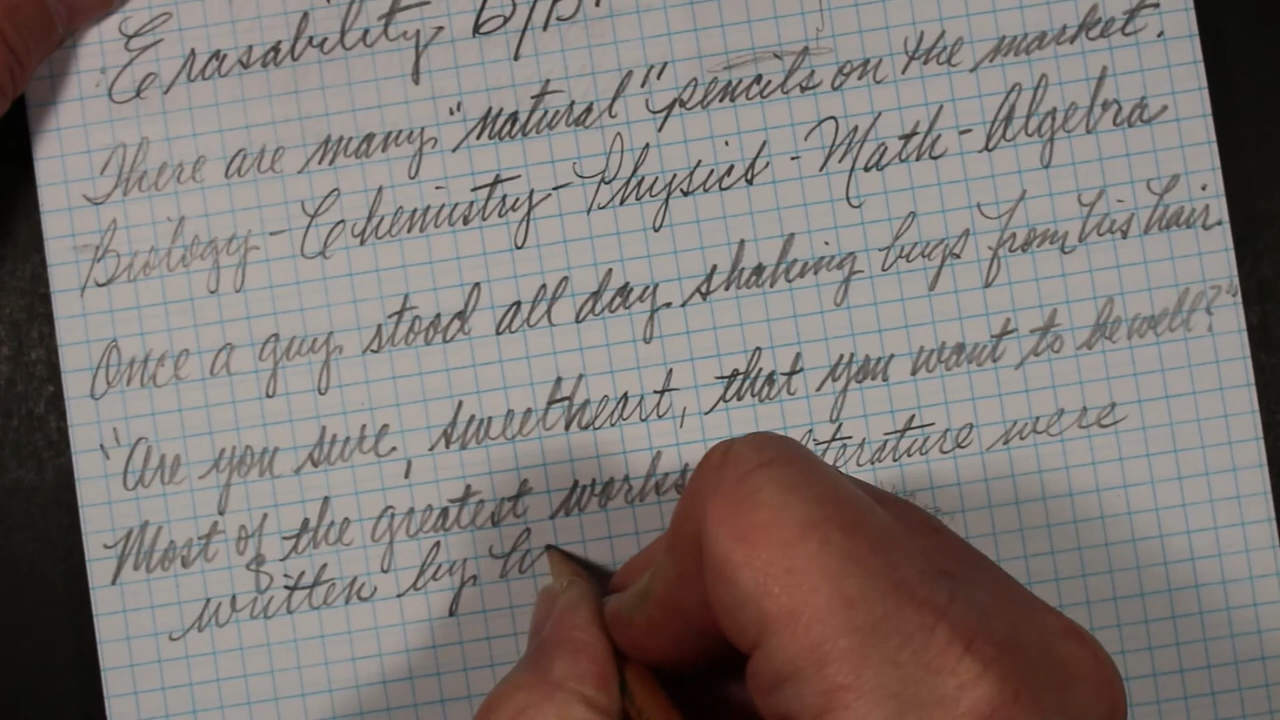 Erasability B/B.
There are many "natural" pencils on the market.
Biology - Chemistry - Physics - Math - Algebra
Once a guy stood all day shaking bugs from his hair.
"Are you sure, sweetheart, that you want to be well?"
Most of the greatest works literature were
written by